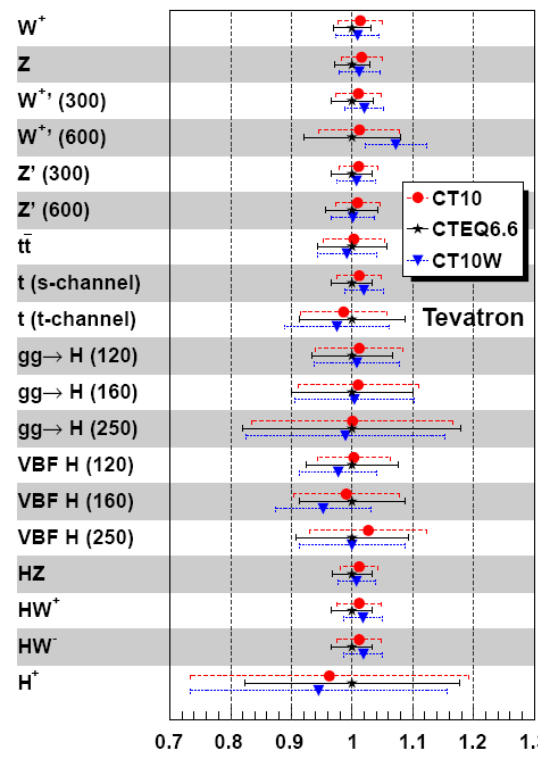 W⁺
Z
W⁺' (300)
W⁺' (600)
Z' (300)
Z' (600)
tt̄
t (s-channel)
t (t-channel)
gg→ H (120)
gg→ H (160)
gg→ H (250)
VBF H (120)
VBF H (160)
VBF H (250)
HZ
HW⁺
HW⁻
H⁺
CT10
CTEQ6.6
CT10W
Tevatron
0.7 0.8 0.9 1 1.1 1.2 1.